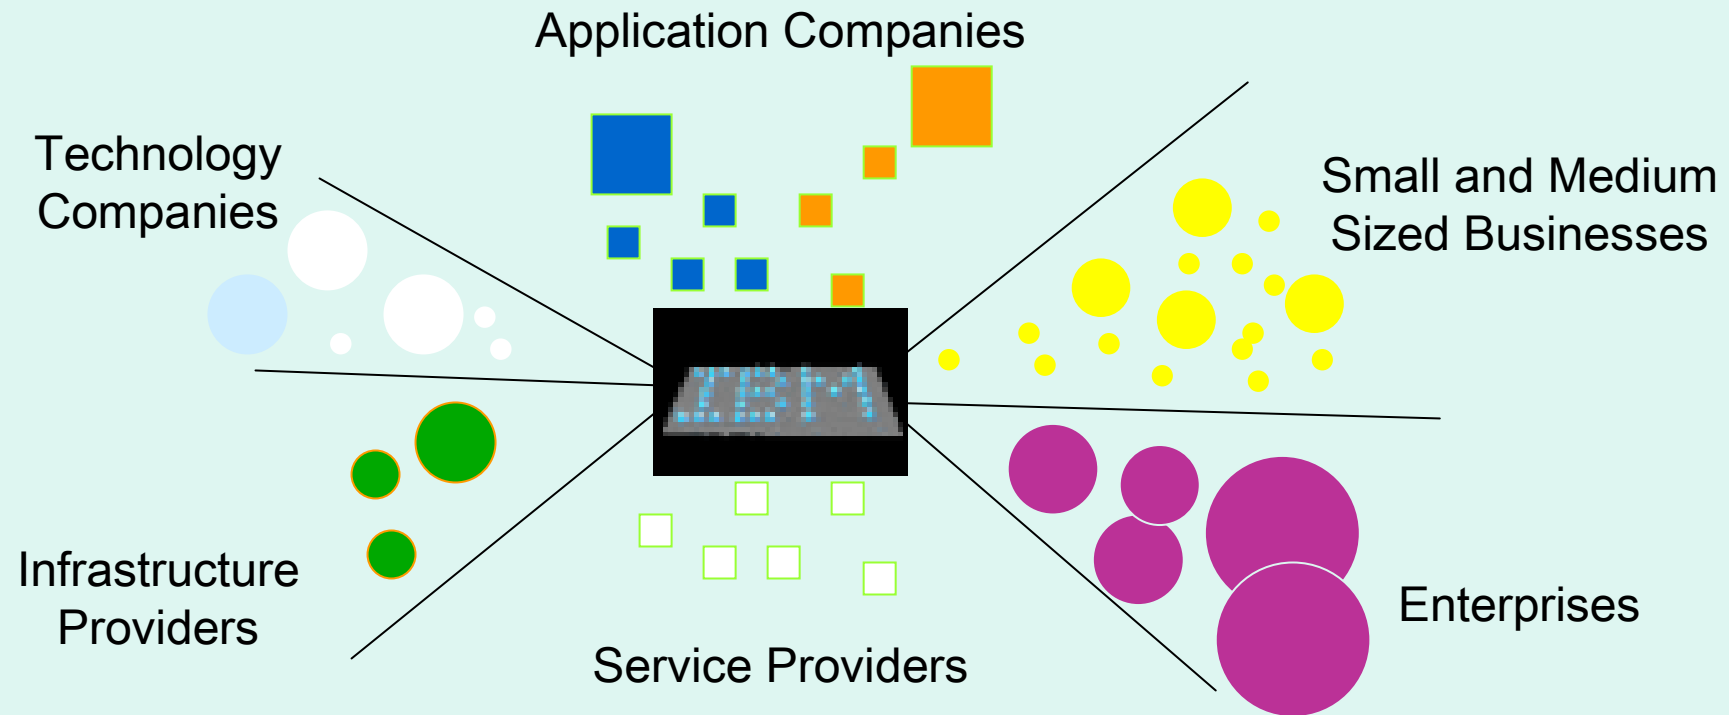 Application Companies
Technology
Companies
Small and Medium
Sized Businesses
IBM
Infrastructure
Providers
Enterprises
Service Providers